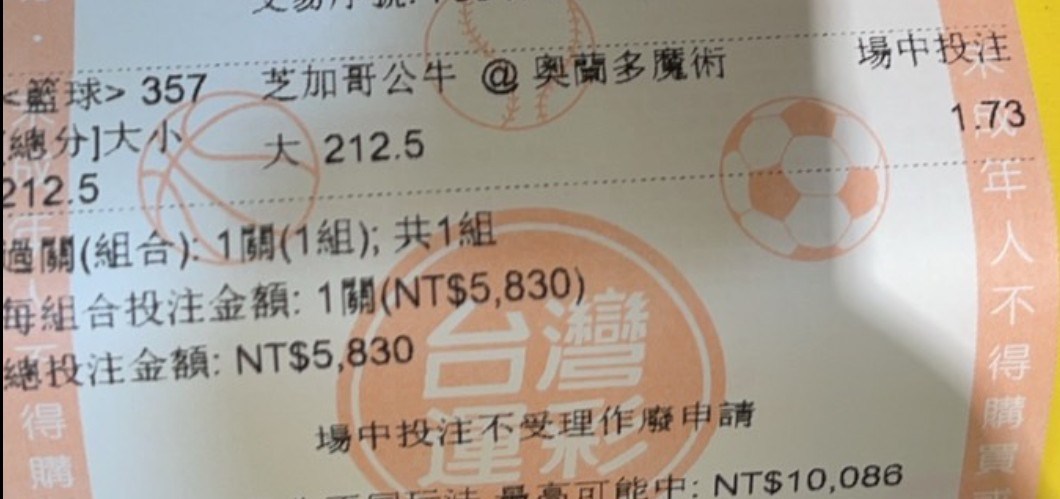 <籃球> 357 芝加哥公牛 @ 奧蘭多魔術 場中投注
[總分]大小 大 212.5 1.73
212.5
過關(組合): 1關(1組); 共1組
每組合投注金額: 1關(NT$5,830)
總投注金額: NT$5,830
場中投注不受理作廢申請
最高可能中: NT$10,086
台灣
運彩
未成年人不得購買
得購